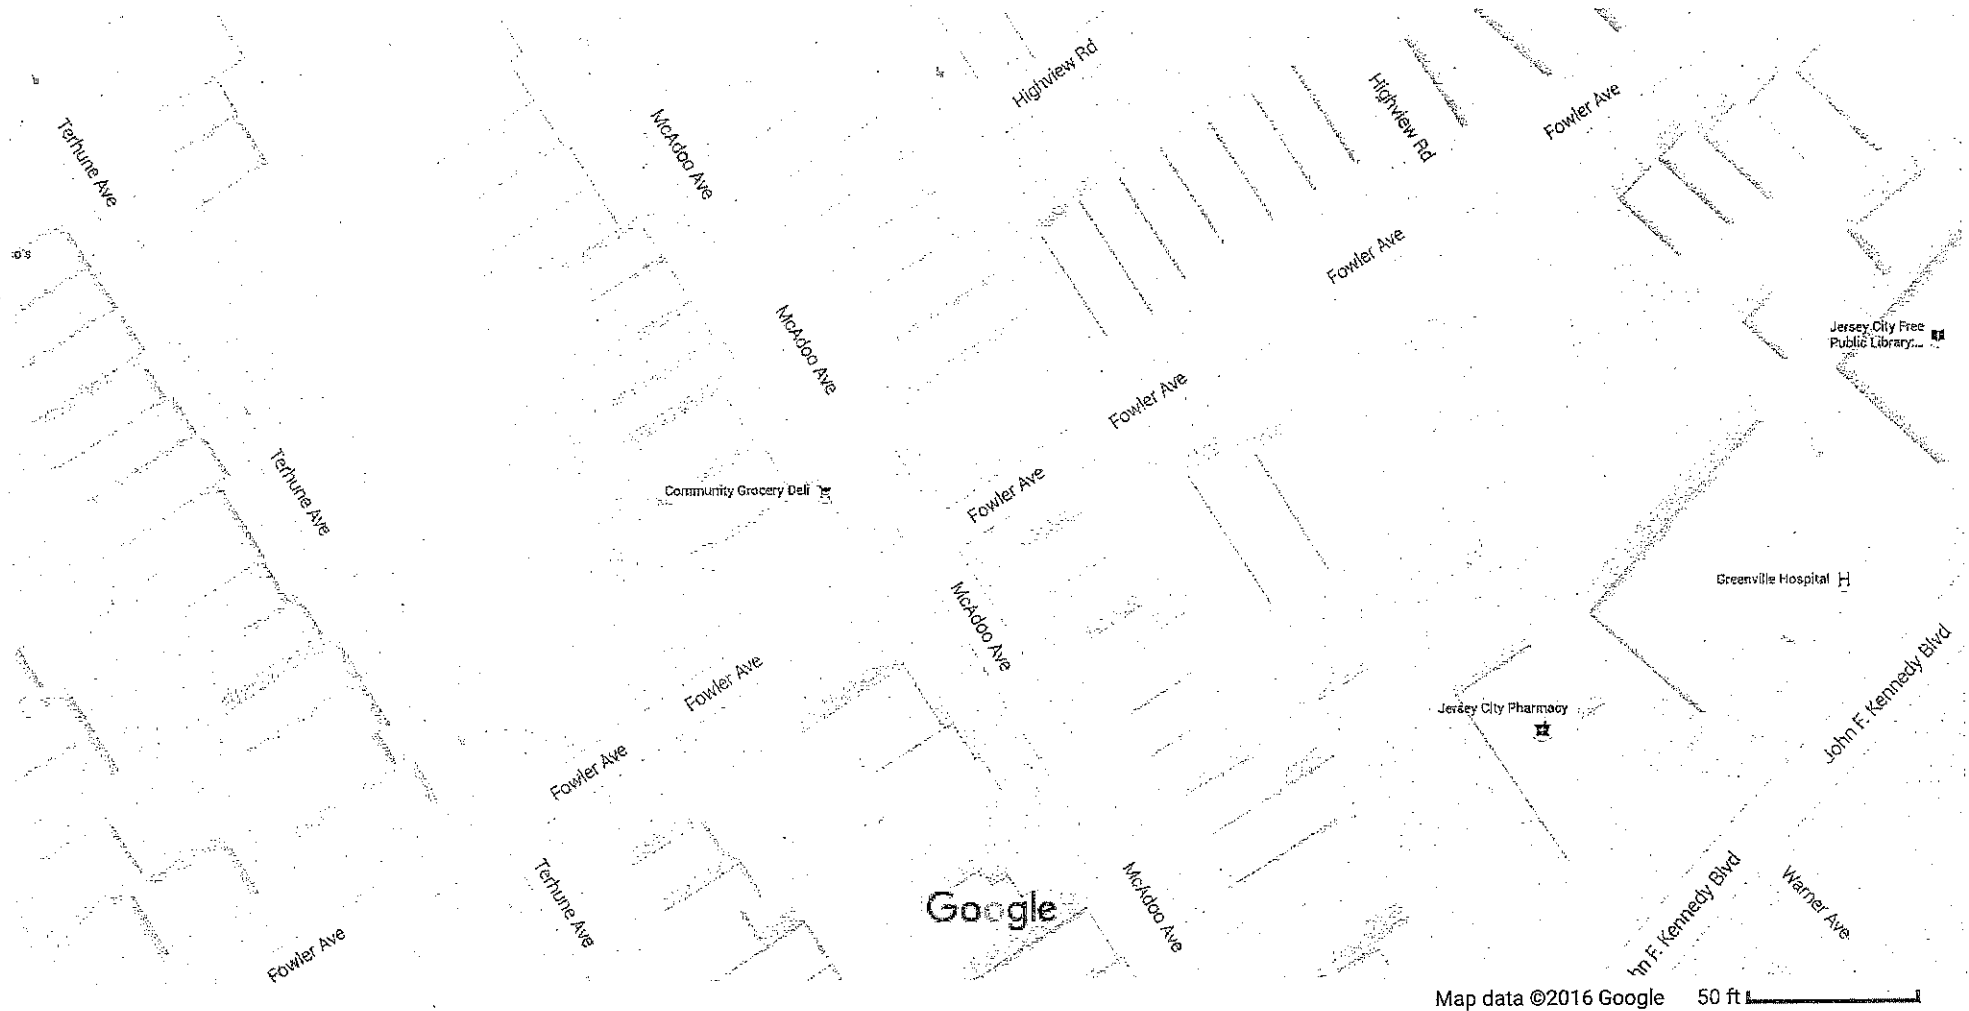 Highview Rd
Highview Rd
Fowler Ave
Terhune Ave
McAdoo Ave
o's
Fowler Ave
McAdoo Ave
Jersey City Free
Public Library...
Fowler Ave
Terhune Ave
Community Grocery Deli
Fowler Ave
Greenville Hospital H
McAdoo Ave
Fowler Ave
John F. Kennedy Blvd
Jersey City Pharmacy
Fowler Ave
Terhune Ave
Google
McAdoo Ave
hn F. Kennedy Blvd
Warner Ave
Fowler Ave
Map data ©2016 Google 50 ft